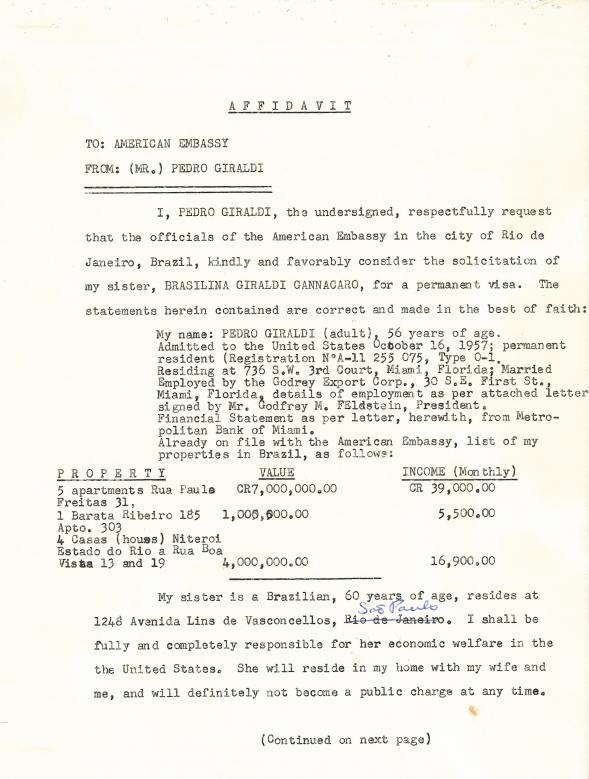 A F F I D A V I T
TO: AMERICAN EMBASSY
FROM: (MR.) PEDRO GIRALDI
I, PEDRO GIRALDI, the undersigned, respectfully request
that the officials of the American Embassy in the city of Rio de
Janeiro, Brazil, kindly and favorably consider the solicitation of
my sister, BRASILINA GIRALDI GANNAGARO, for a permanent visa. The
statements herein contained are correct and made in the best of faith:
My name: PEDRO GIRALDI (adult), 56 years of age.
Admitted to the United States October 16, 1957; permanent
resident (Registration NºA-11 255 075, Type O-1.
Residing at 736 S.W. 3rd Court, Miami, Florida; Married
Employed by the Godrey Export Corp., 30 S.E. First St.,
Miami, Florida, details of employment as per attached letter
signed by Mr. Godfrey M. FEldstein, President.
Financial Statement as per letter, herewith, from Metro-
politan Bank of Miami.
Already on file with the American Embassy, list of my
properties in Brazil, as follows:
P R O P E R T Y VALUE INCOME (Monthly)
5 apartments Rua Paula CR7,000,000.00 CR 39,000.00
Freitas 31,
1 Barata Ribeiro 185 1,000,000.00 5,500.00
Apto. 303
4 Casas (houes) Niteroi
Estado do Rio a Rua Boa
Vista 13 and 19 4,000,000.00 16,900.00
My sister is a Brazilian, 60 years of age, resides at
São Paulo
1248 Avenida Lins de Vasconcellos, Rio de Janeiro. I shall be
fully and completely responsible for her economic welfare in the
the United States. She will reside in my home with my wife and
me, and will definitely not become a public charge at any time.
(Continued on next page)